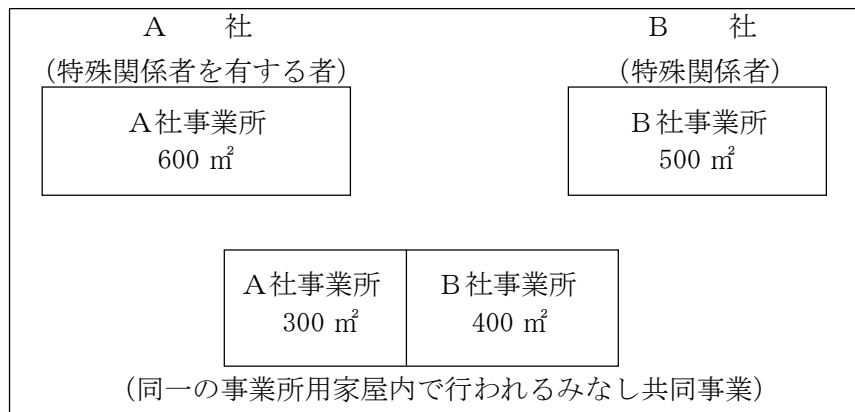 A 社
B 社
(特殊関係者を有する者)
(特殊関係者)
A社事業所
600 ㎡
B社事業所
500 ㎡
A社事業所
300 ㎡
B社事業所
400 ㎡
(同一の事業所用家屋内で行われるみなし共同事業)